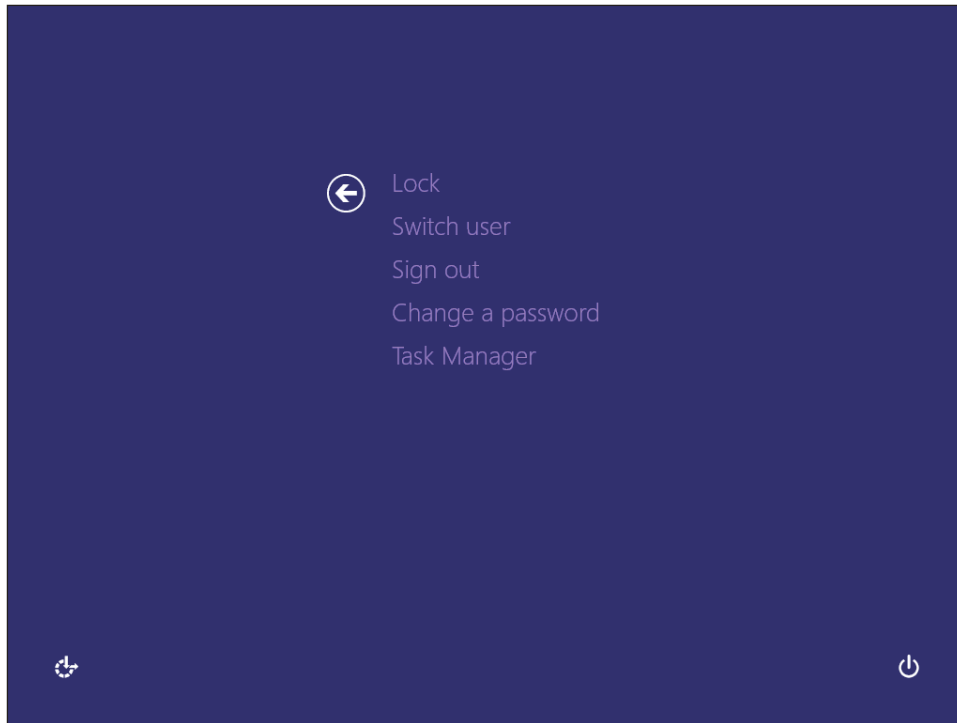 Lock
Switch user
Sign out
Change a password
Task Manager